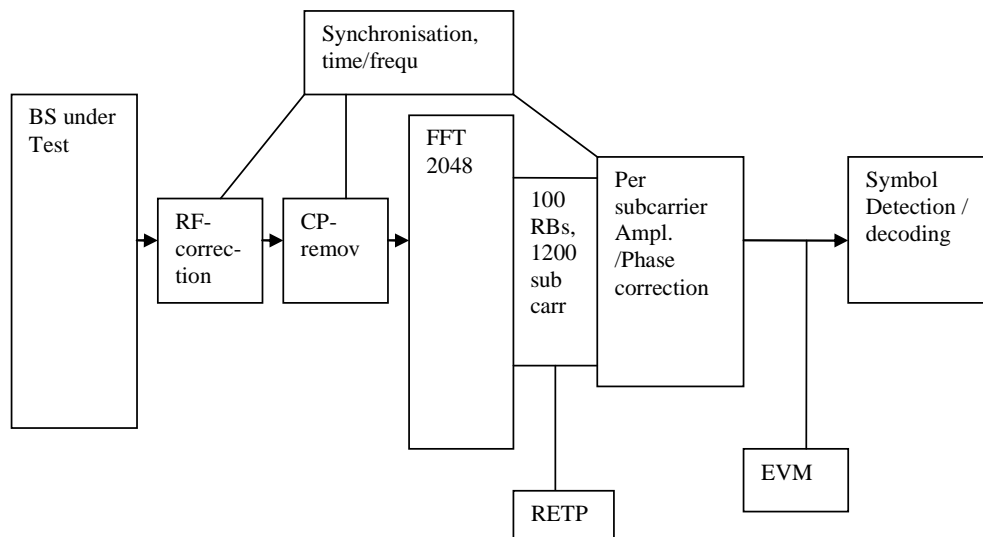 Synchronisation,
time/frequ
BS under
Test
FFT
2048
RF-
correc-
tion
CP-
remov
100
RBs,
1200
sub
carr
Per
subcarrier
Ampl.
/Phase
correction
Symbol
Detection /
decoding
EVM
RETP